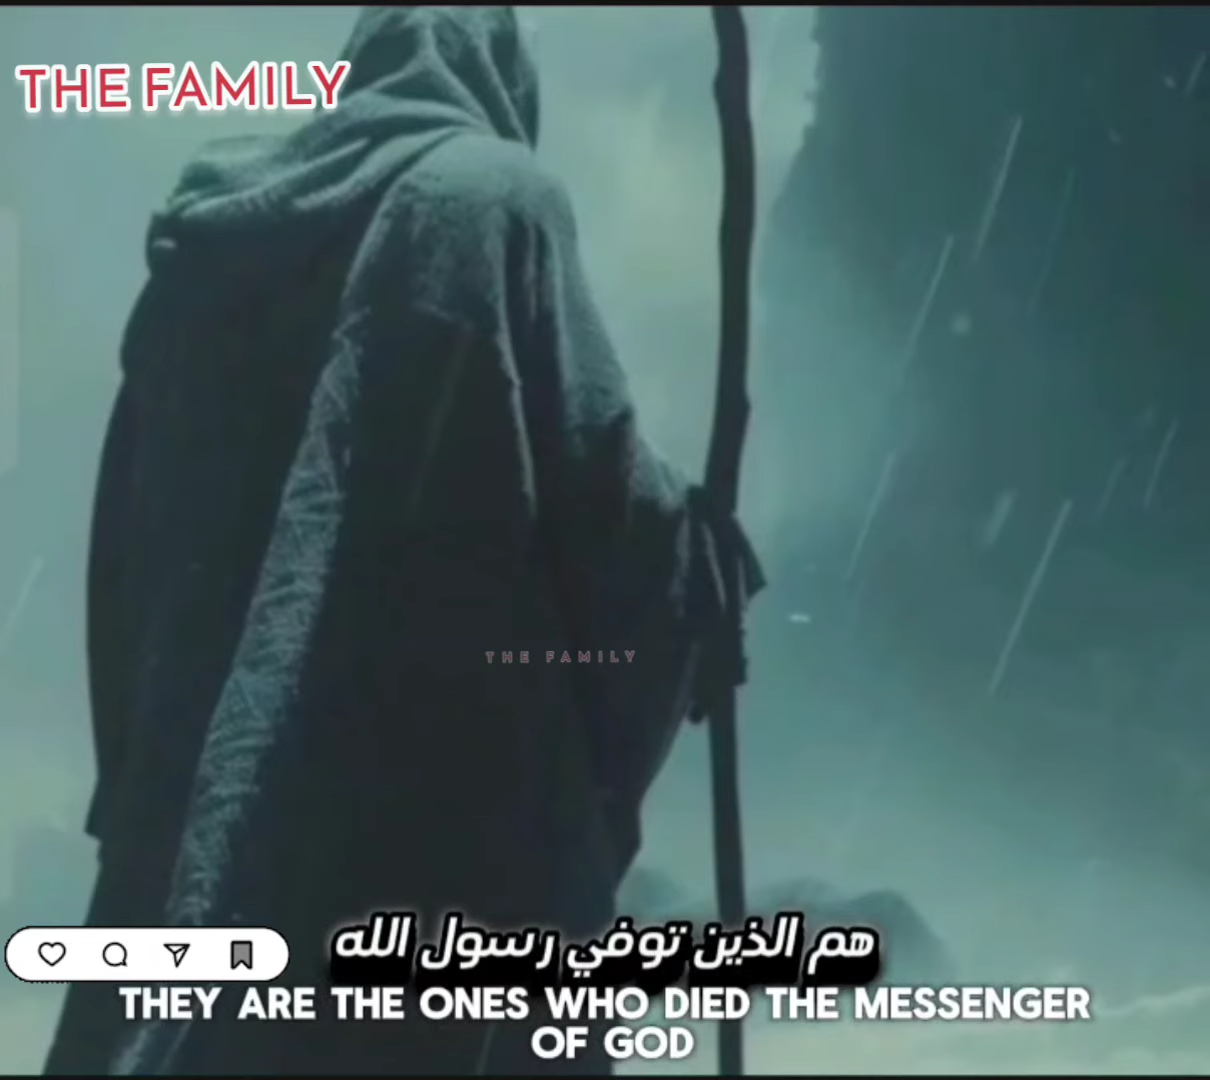 THE FAMILY
THE FAMILY
هم الذين توفي رسول الله
THEY ARE THE ONES WHO DIED THE MESSENGER
OF GOD